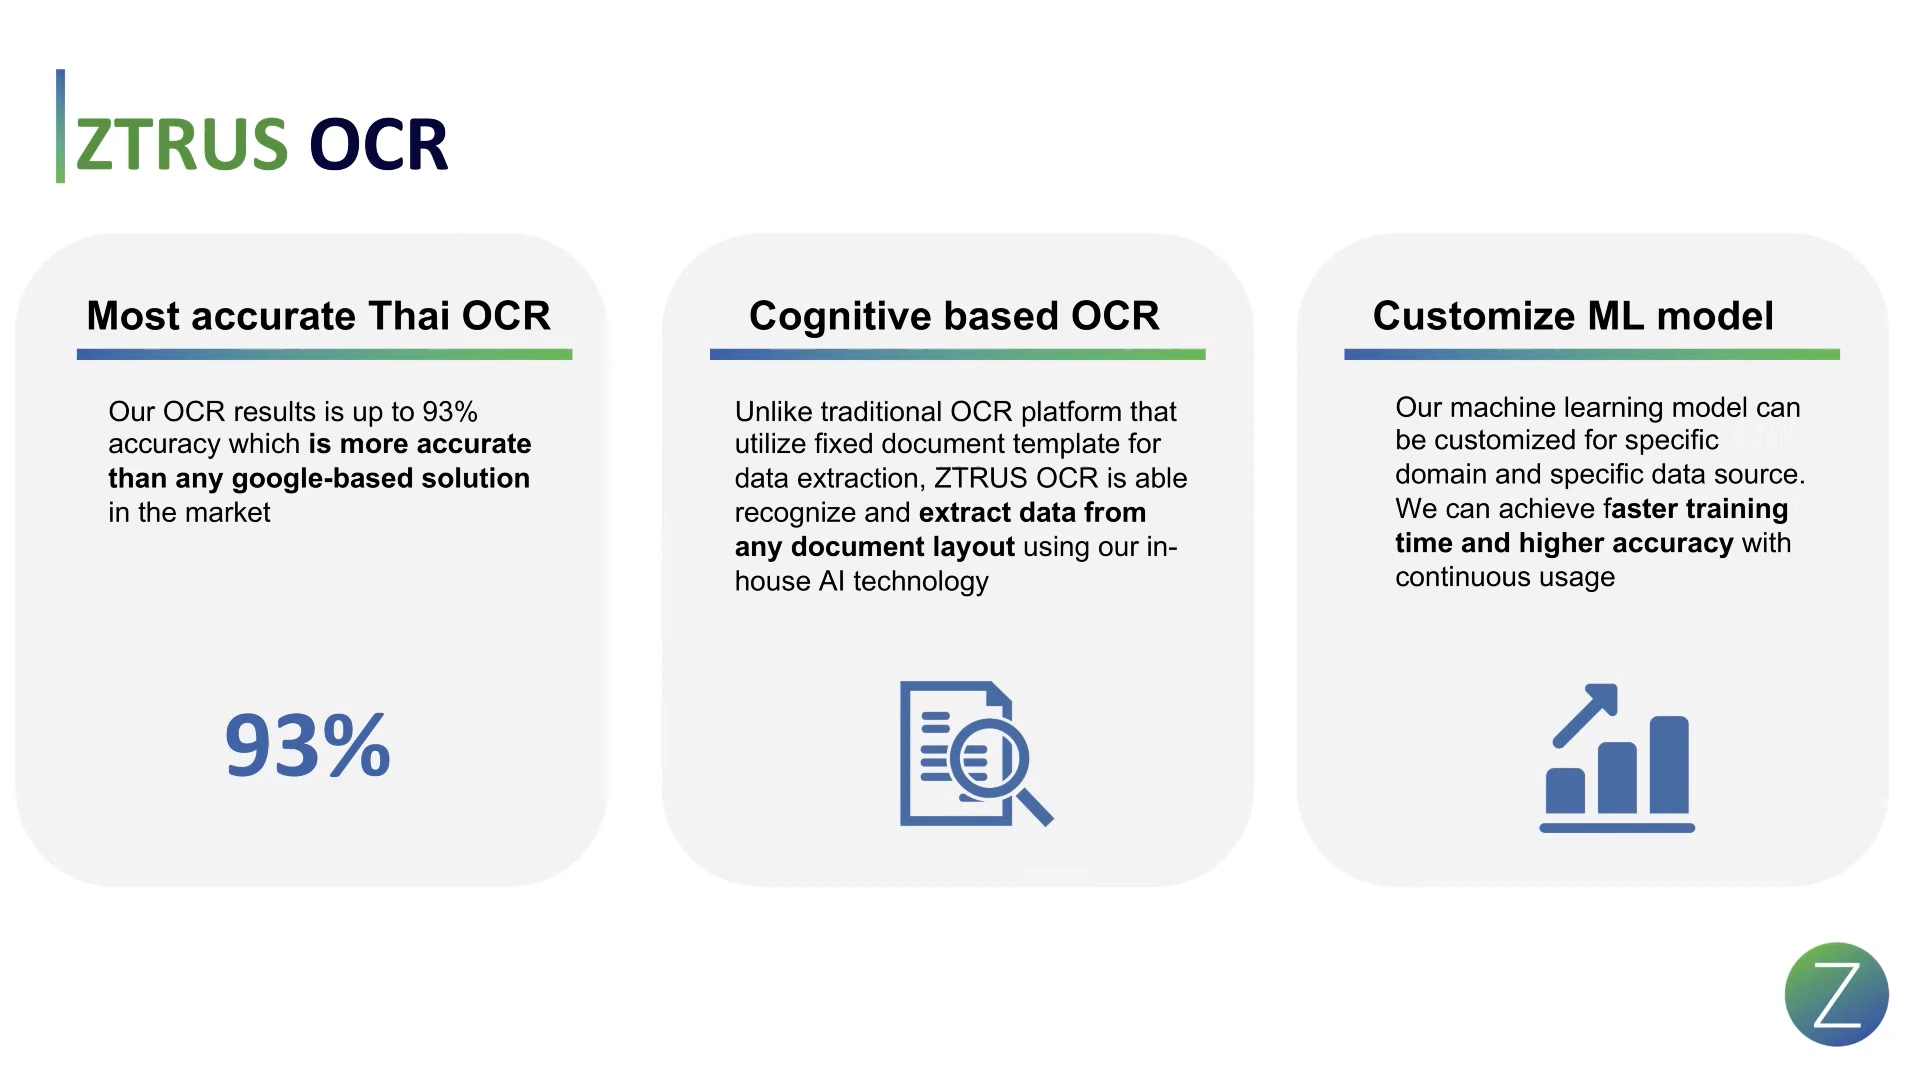 ZTRUS OCR
Most accurate Thai OCR
Our OCR results is up to 93%
accuracy which is more accurate
than any google-based solution
in the market
93%
Cognitive based OCR
Unlike traditional OCR platform that
utilize fixed document template for
data extraction, ZTRUS OCR is able
recognize and extract data from
any document layout using our in-
house AI technology
Customize ML model
Our machine learning model can
be customized for specific
domain and specific data source.
We can achieve faster training
time and higher accuracy with
continuous usage
Z